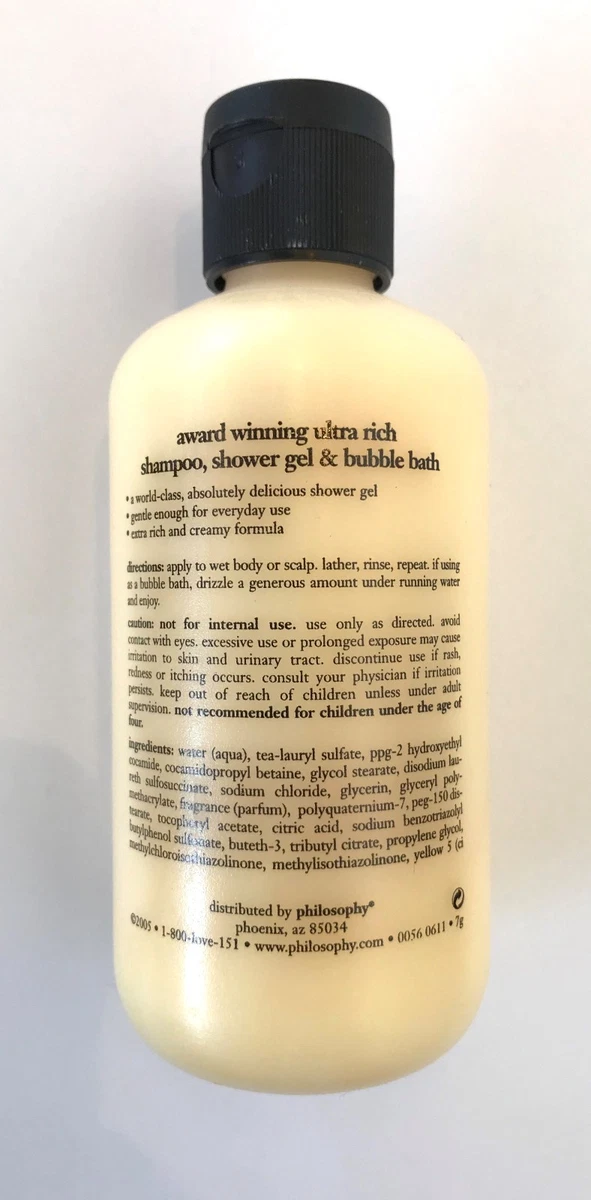 award winning ultra rich
shampoo, shower gel & bubble bath
• a world-class, absolutely delicious shower gel
• gentle enough for everyday use
• extra rich and creamy formula
directions: apply to wet body or scalp. lather, rinse, repeat. if using
as a bubble bath, drizzle a generous amount under running water
and enjoy.
caution: not for internal use. use only as directed. avoid
contact with eyes. excessive use or prolonged exposure may cause
irritation to skin and urinary tract. discontinue use if rash,
redness or itching occurs. consult your physician if irritation
persists. keep out of reach of children unless under adult
supervision. not recommended for children under the age of
four.
ingredients: water (aqua), tea-lauryl sulfate, ppg-2 hydroxyethyl
cocamide, cocamidopropyl betaine, glycol stearate, disodium lau-
reth sulfosuccinate, sodium chloride, glycerin, glyceryl poly-
methacrylate, fragrance (parfum), polyquaternium-7, peg-150 dis-
tearate, tocopheryl acetate, citric acid, sodium benzotriazolyl
butylphenol sulfonate, buteth-3, tributyl citrate, propylene glycol,
methylchloroisothiazolinone, methylisothiazolinone, yellow 5 (ci
distributed by philosophy®
phoenix, az 85034
©2005 • 1-800-love-151 • www.philosophy.com • 0056 0611 • 7g